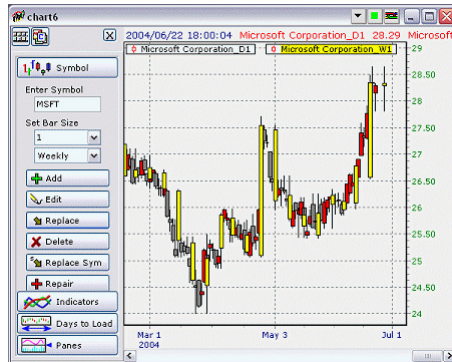 chart6
2004/06/22 18:00:04 Microsoft Corporation_D1 28.29 Microsoft
Microsoft Corporation_D1 Microsoft Corporation_W1
Symbol
Enter Symbol
MSFT
Set Bar Size
1
Weekly
Add
Edit
Replace
Delete
Replace Sym
Repair
Indicators
Days to Load
Panes
29
28.50
28
27.50
27
26.50
26
25.50
25
24.50
24
Mar 1 May 3 Jul 1
2004